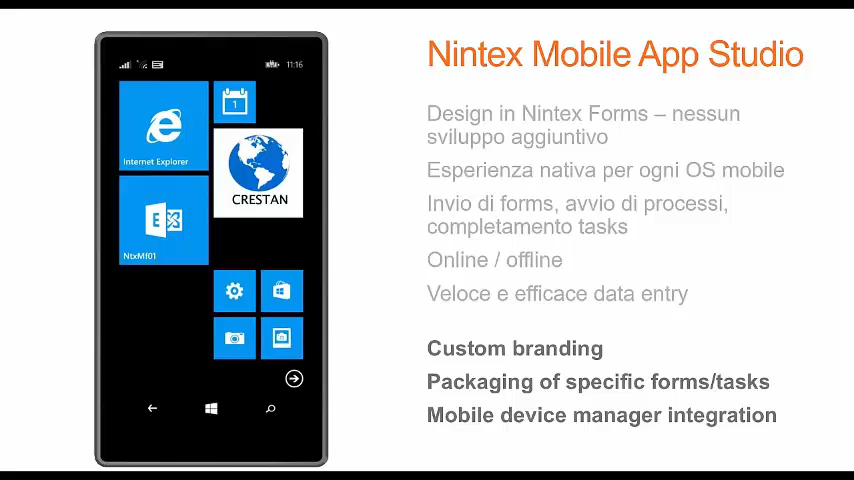 11:16
1
Internet Explorer
CRESTAN
E
NtxMf01
Nintex Mobile App Studio
Design in Nintex Forms – nessun
sviluppo aggiuntivo
Esperienza nativa per ogni OS mobile
Invio di forms, avvio di processi,
completamento tasks
Online / offline
Veloce e efficace data entry
Custom branding
Packaging of specific forms/tasks
Mobile device manager integration